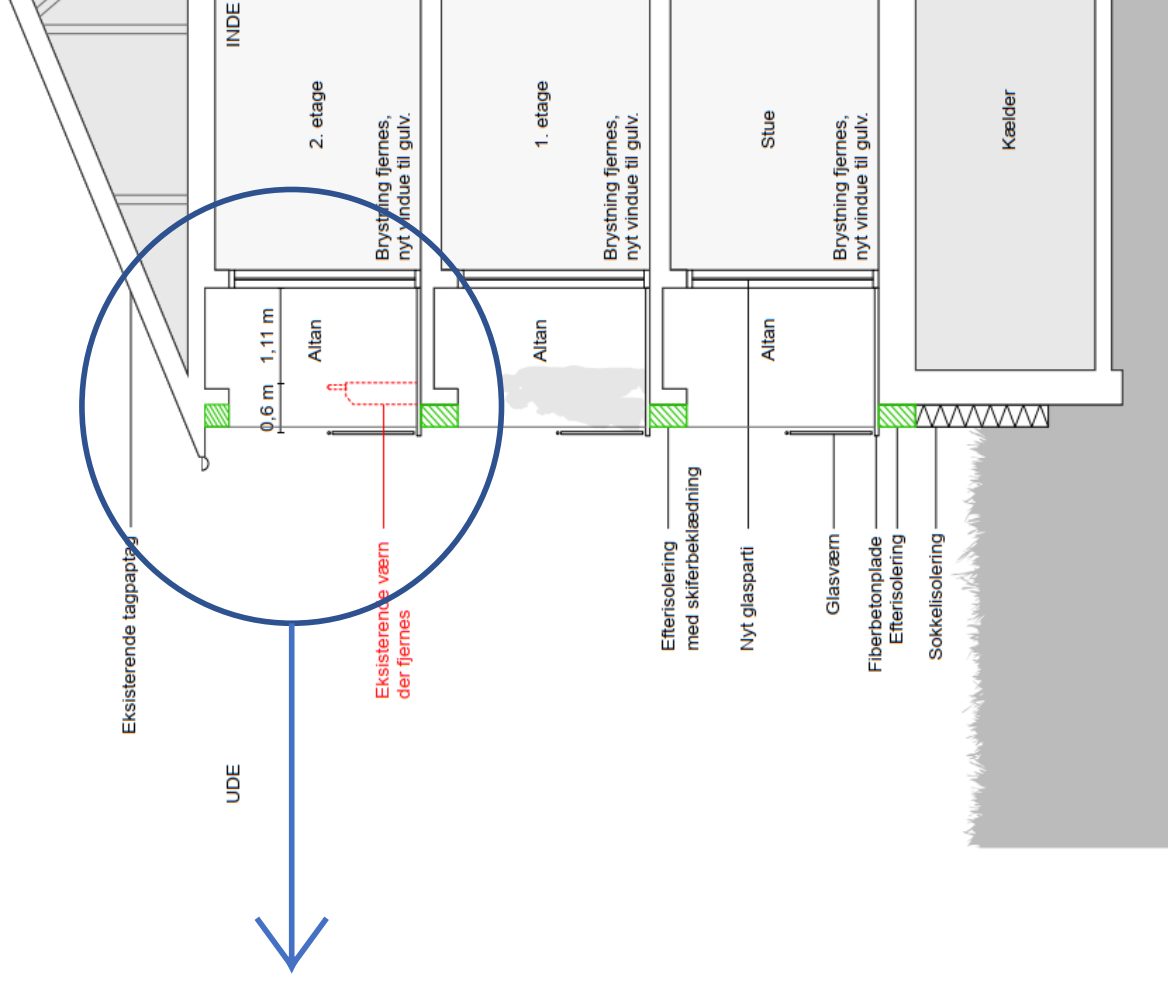 Eksisterende tagpaptag
UDE
INDE
2. etage
Brystning fjernes,
nyt vindue til gulv.
Altan
0,6 m
1,11 m
Eksisterende værn
der fjernes
1. etage
Brystning fjernes,
nyt vindue til gulv.
Altan
Efterisolering
med skiferbeklædning
Stue
Brystning fjernes,
nyt vindue til gulv.
Altan
Nyt glasparti
Glasværn
Fiberbetonplade
Efterisolering
Sokkelisolering
Kælder